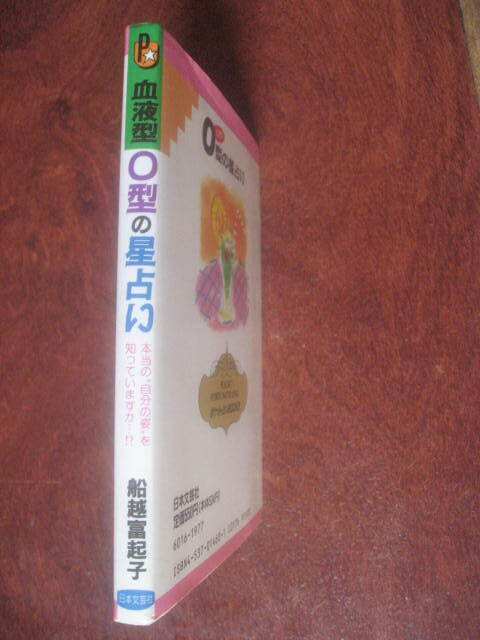 P
血液型
O型の星占い
本当の“自分の姿”を
知っていますか…!?
船越富起子
日本文芸社
O型の星占い
日本文芸社
6016-1977